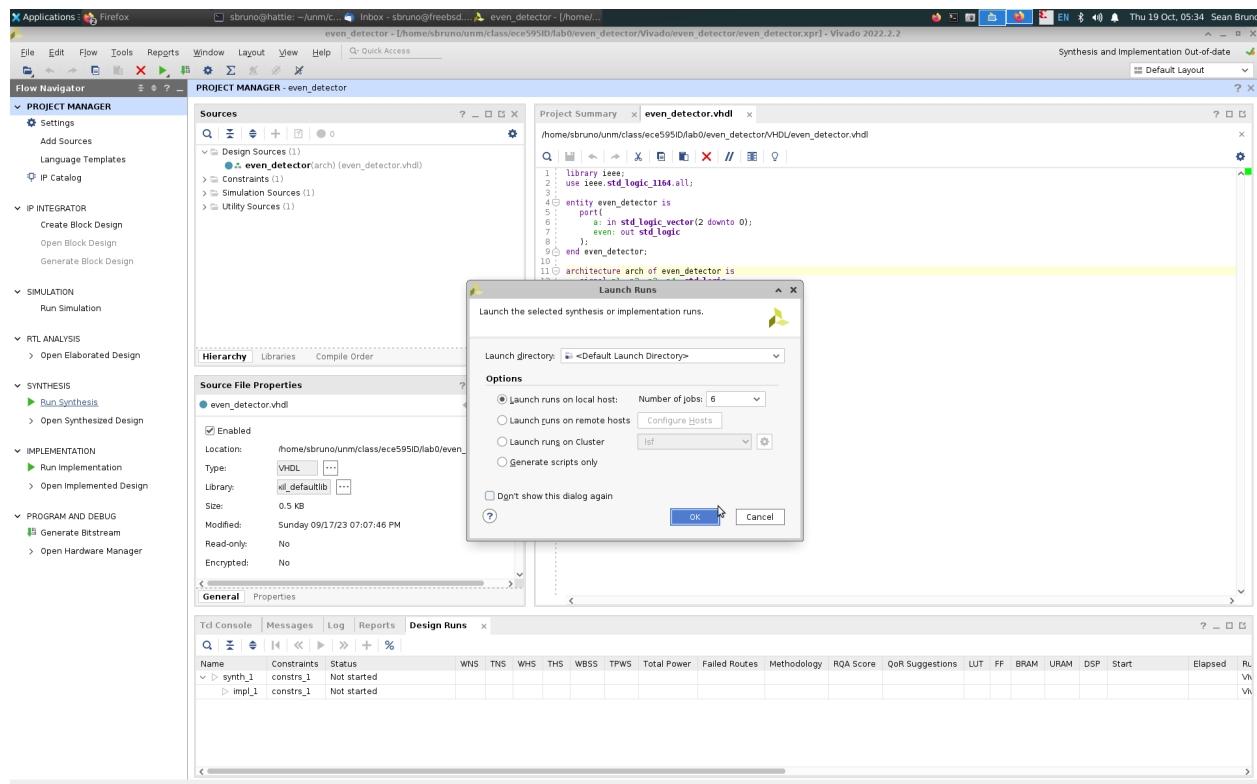 Applications : Firefox sbruno@hattie: ~/unm/c... Inbox - sbruno@freebsd.... even_detector - [/home/... EN Thu 19 Oct, 05:34 Sean Bruno
even_detector - [/home/sbruno/unm/class/ece595ID/lab0/even_detector/Vivado/even_detector/even_detector.xpr] - Vivado 2022.2.2
File Edit Flow Tools Reports Window Layout View Help Quick Access Synthesis and Implementation Out-of-date
Default Layout
Flow Navigator
PROJECT MANAGER - even_detector
PROJECT MANAGER
Settings
Add Sources
Language Templates
IP Catalog
IP INTEGRATOR
Create Block Design
Open Block Design
Generate Block Design
SIMULATION
Run Simulation
RTL ANALYSIS
Open Elaborated Design
SYNTHESIS
Run Synthesis
Open Synthesized Design
IMPLEMENTATION
Run Implementation
Open Implemented Design
PROGRAM AND DEBUG
Generate Bitstream
Open Hardware Manager
Sources
0
Design Sources (1)
even_detector(arch) (even_detector.vhdl)
Constraints (1)
Simulation Sources (1)
Utility Sources (1)
Hierarchy Libraries Compile Order
Source File Properties
even_detector.vhdl
Enabled
Location: /home/sbruno/unm/class/ece595ID/lab0/even_
Type: VHDL
Library: xil_defaultlib
Size: 0.5 KB
Modified: Sunday 09/17/23 07:07:46 PM
Read-only: No
Encrypted: No
General Properties
Project Summary even_detector.vhdl
/home/sbruno/unm/class/ece595ID/lab0/even_detector/VHDL/even_detector.vhdl
1 library ieee;
2 use ieee.std_logic_1164.all;
3
4 entity even_detector is
5 port(
6 a: in std_logic_vector(2 downto 0);
7 even: out std_logic
8 );
9 end even_detector;
10
11 architecture arch of even_detector is
Launch Runs
Launch the selected synthesis or implementation runs.
Launch directory: <Default Launch Directory>
Options
Launch runs on local host: Number of jobs: 6
Launch runs on remote hosts Configure Hosts
Launch runs on Cluster lsf
Generate scripts only
Don't show this dialog again
OK Cancel
Tcl Console Messages Log Reports Design Runs
Name Constraints Status WNS TNS WHS THS WBSS TPWS Total Power Failed Routes Methodology RQA Score QoR Suggestions LUT FF BRAM URAM DSP Start Elapsed Ru
synth_1 constrs_1 Not started
impl_1 constrs_1 Not started